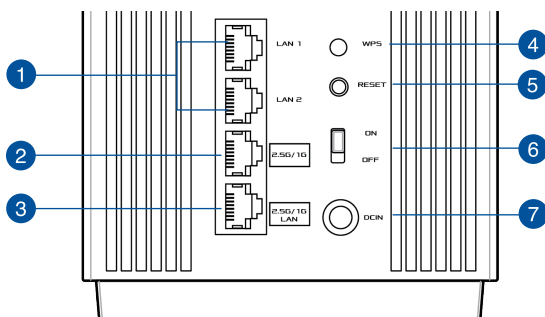 1
LAN 1
LAN 2
2
2.5G/1G
3
2.5G/1G
LAN
WPS
4
RESET
5
ON
OFF
6
DCIN
7